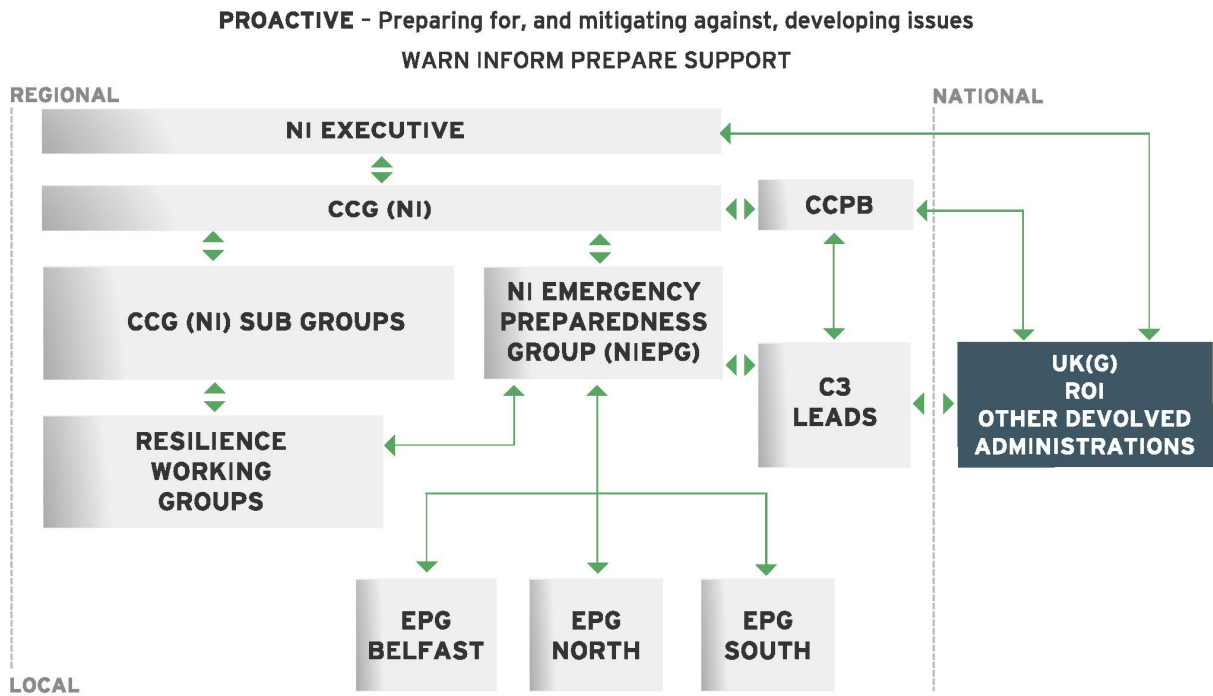 PROACTIVE – Preparing for, and mitigating against, developing issues
WARN INFORM PREPARE SUPPORT
REGIONAL
NATIONAL
NI EXECUTIVE
CCG (NI)
CCPB
CCG (NI) SUB GROUPS
NI EMERGENCY
PREPAREDNESS
GROUP (NIEPG)
C3
LEADS
UK(G)
ROI
OTHER DEVOLVED
ADMINISTRATIONS
RESILIENCE
WORKING
GROUPS
EPG
BELFAST
EPG
NORTH
EPG
SOUTH
LOCAL